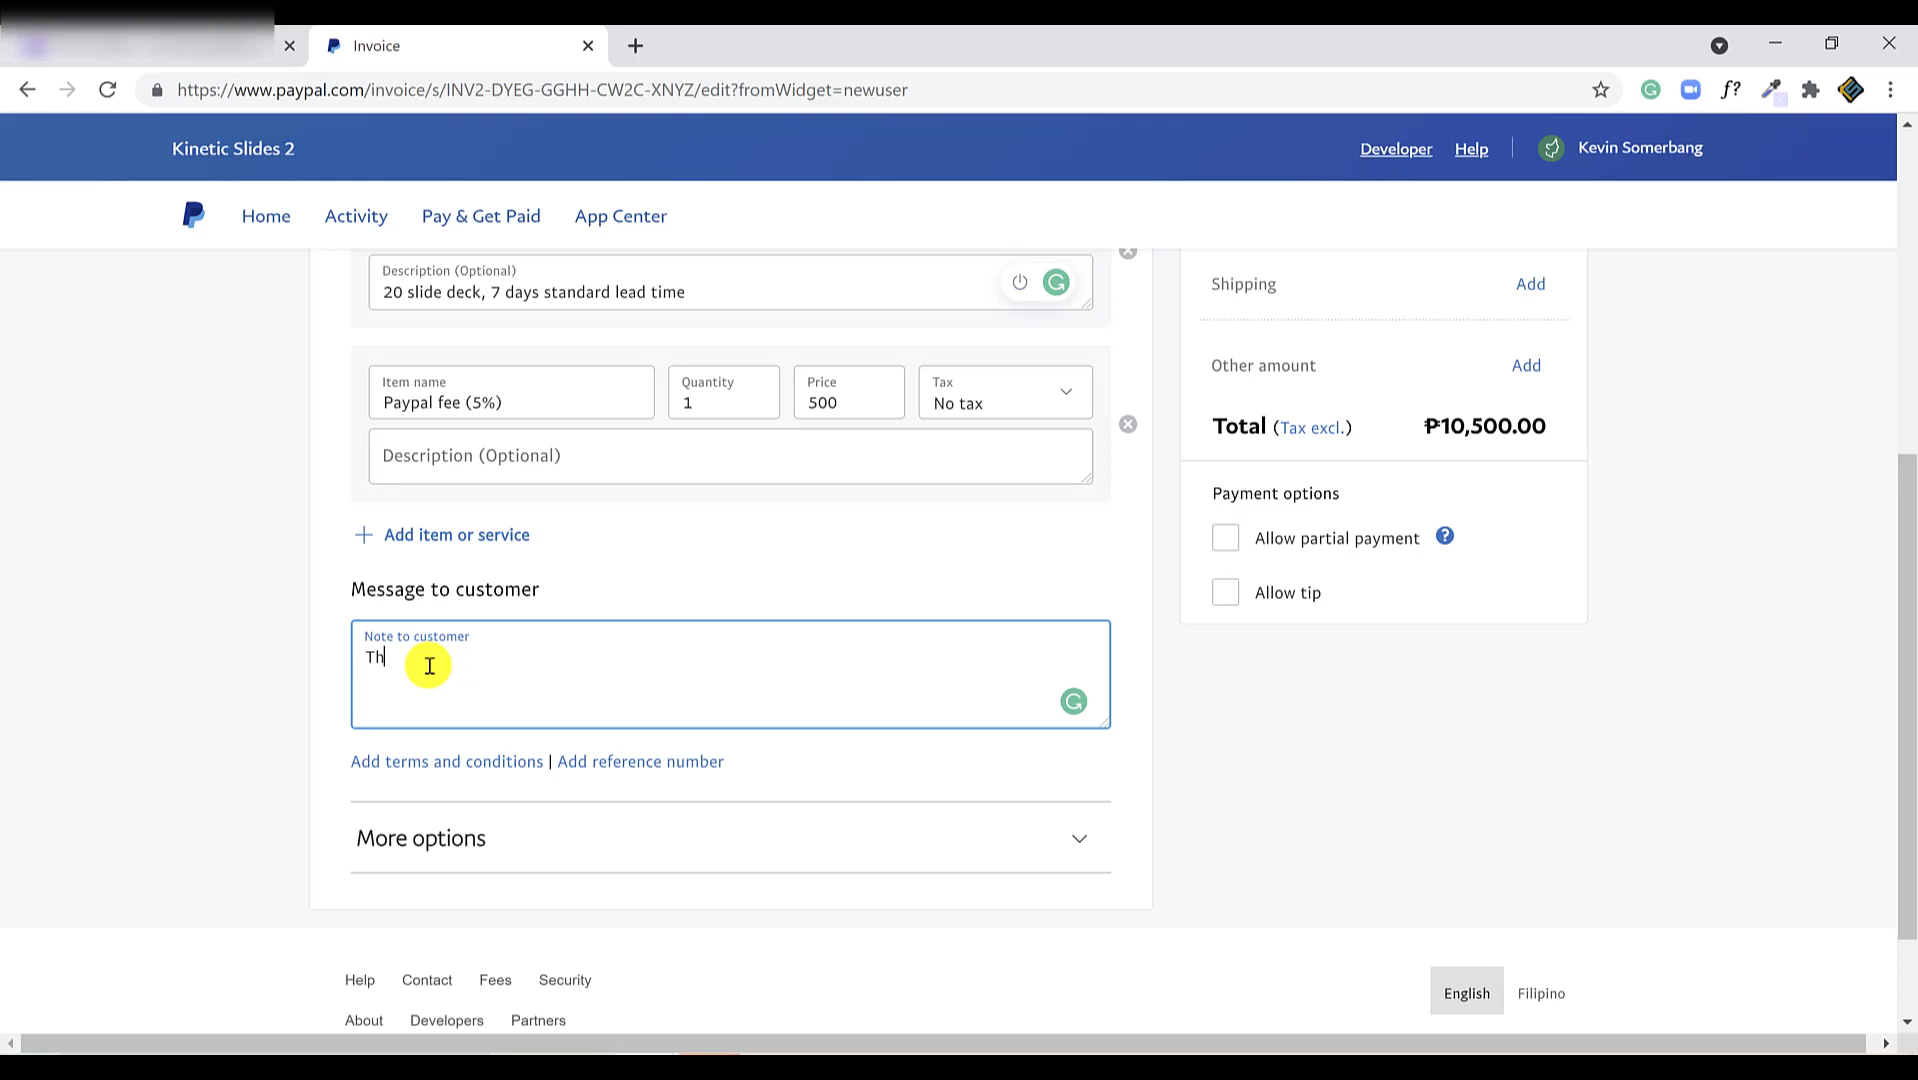 Invoice
https://www.paypal.com/invoice/s/INV2-DYEG-GGHH-CW2C-XNYZ/edit?fromWidget=newuser
f?
Kinetic Slides 2
Developer
Help
Kevin Somerbang
Home
Activity
Pay & Get Paid
App Center
Description (Optional)
20 slide deck, 7 days standard lead time
Shipping
Add
Other amount
Add
Item name
Paypal fee (5%)
Quantity
1
Price
500
Tax
No tax
Total (Tax excl.)
₱10,500.00
Description (Optional)
Payment options
Allow partial payment
?
Allow tip
Add item or service
Message to customer
Note to customer
Th
Add terms and conditions | Add reference number
More options
Help
Contact
Fees
Security
English
Filipino
About
Developers
Partners